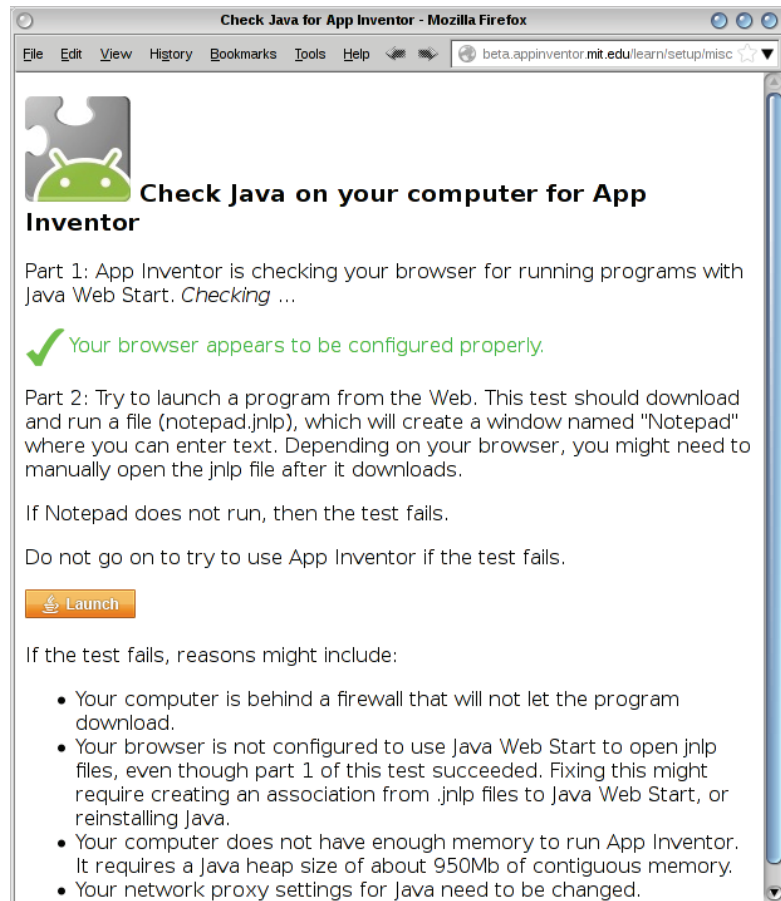 Check Java for App Inventor - Mozilla Firefox
File Edit View History Bookmarks Tools Help beta.appinventor.mit.edu/learn/setup/misc
Check Java on your computer for App
Inventor
Part 1: App Inventor is checking your browser for running programs with
Java Web Start. Checking ...
Your browser appears to be configured properly.
Part 2: Try to launch a program from the Web. This test should download
and run a file (notepad.jnlp), which will create a window named "Notepad"
where you can enter text. Depending on your browser, you might need to
manually open the jnlp file after it downloads.
If Notepad does not run, then the test fails.
Do not go on to try to use App Inventor if the test fails.
Launch
If the test fails, reasons might include:
• Your computer is behind a firewall that will not let the program
download.
• Your browser is not configured to use Java Web Start to open jnlp
files, even though part 1 of this test succeeded. Fixing this might
require creating an association from .jnlp files to Java Web Start, or
reinstalling Java.
• Your computer does not have enough memory to run App Inventor.
It requires a Java heap size of about 950Mb of contiguous memory.
• Your network proxy settings for Java need to be changed.